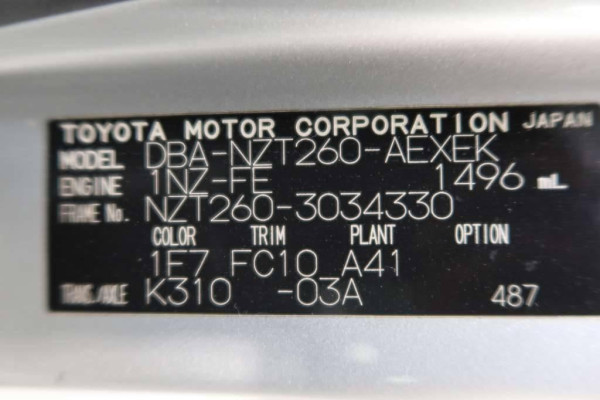 TOYOTA MOTOR CORPORATION JAPAN
MODEL DBA-NZT260-AEXEK
ENGINE 1NZ-FE 1496 mL
FRAME No. NZT260-3034330
COLOR TRIM PLANT OPTION
1F7 FC10 A41
TRANS/AXLE K310 -03A 487